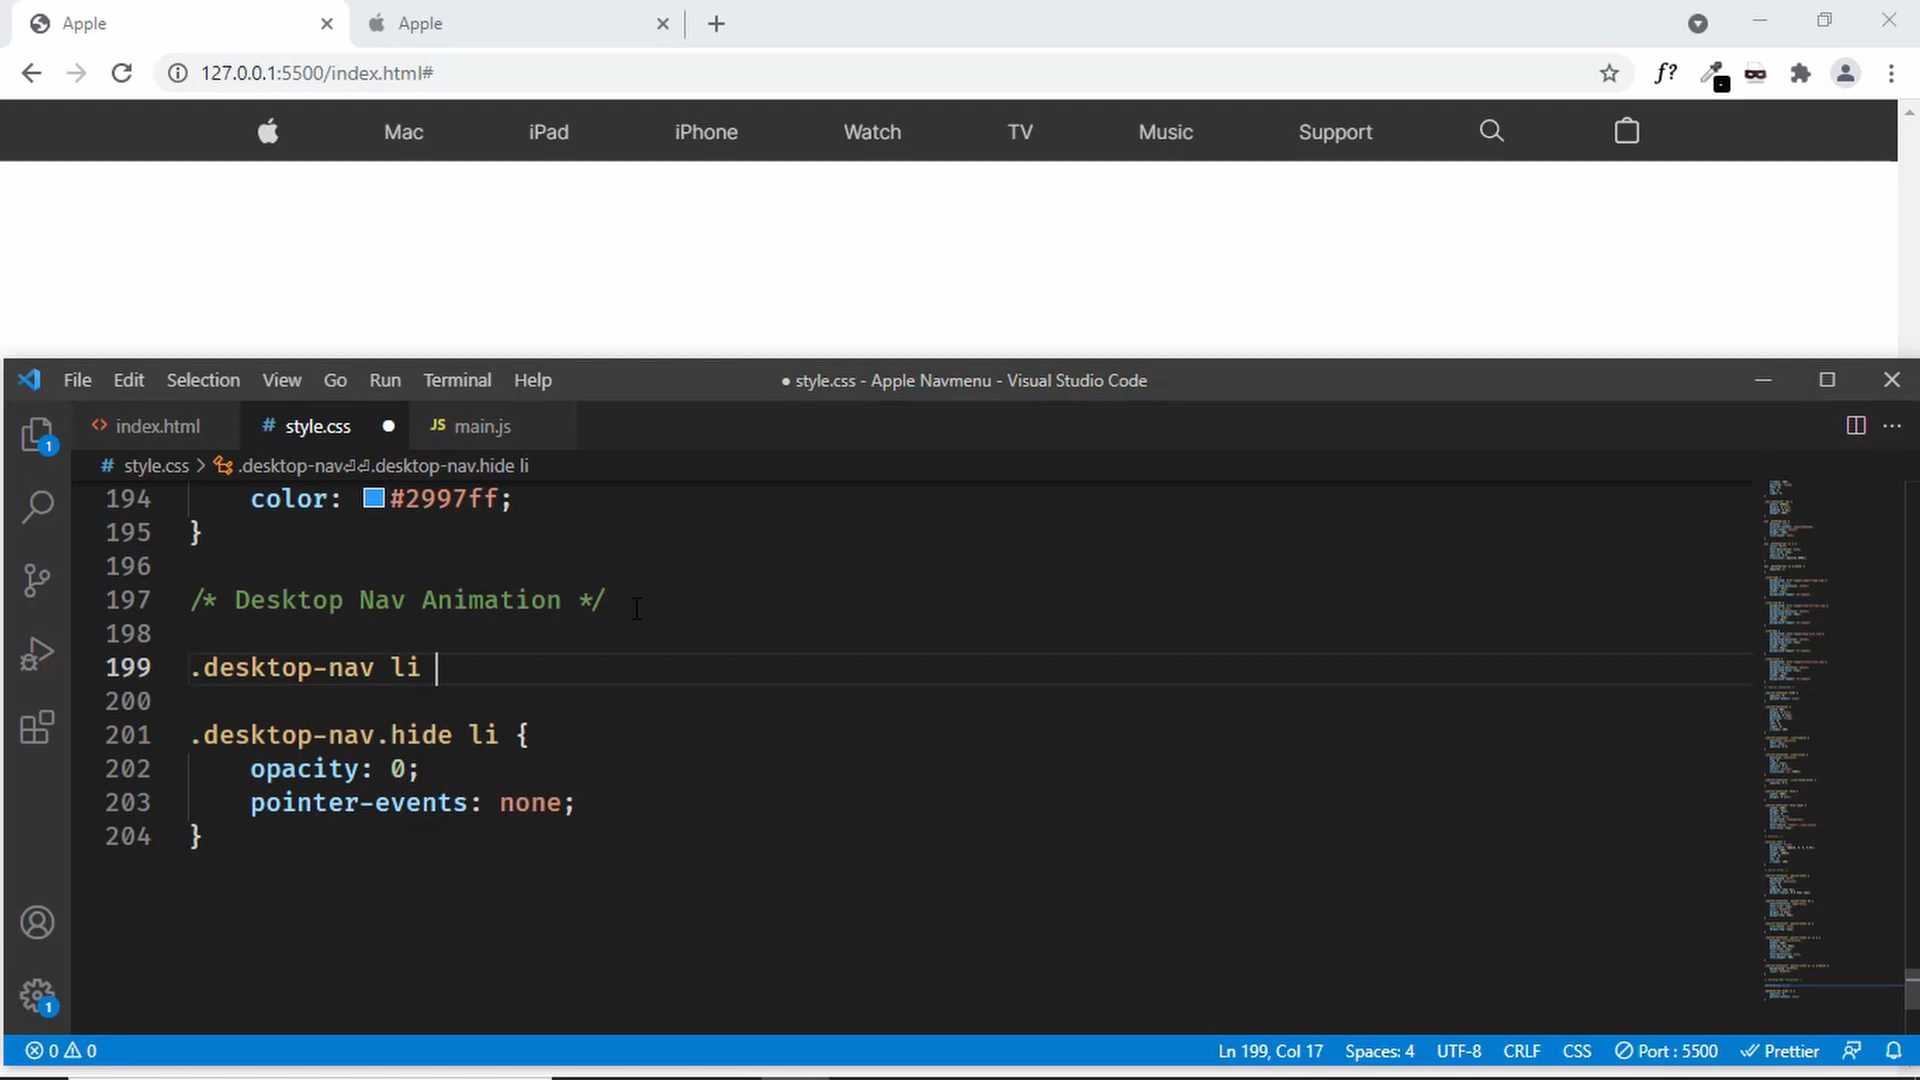 Apple
Apple
127.0.0.1:5500/index.html#
f?
Mac iPad iPhone Watch TV Music Support
File Edit Selection View Go Run Terminal Help
● style.css - Apple Navmenu - Visual Studio Code
<> index.html
# style.css ●
JS main.js
1
# style.css > .desktop-nav⏎⏎.desktop-nav.hide li
194 color: #2997ff;
195 }
196
197 /* Desktop Nav Animation */
198
199 .desktop-nav li
200
201 .desktop-nav.hide li {
202 opacity: 0;
203 pointer-events: none;
204 }
1
0 0
Ln 199, Col 17 Spaces: 4 UTF-8 CRLF CSS Port : 5500 Prettier